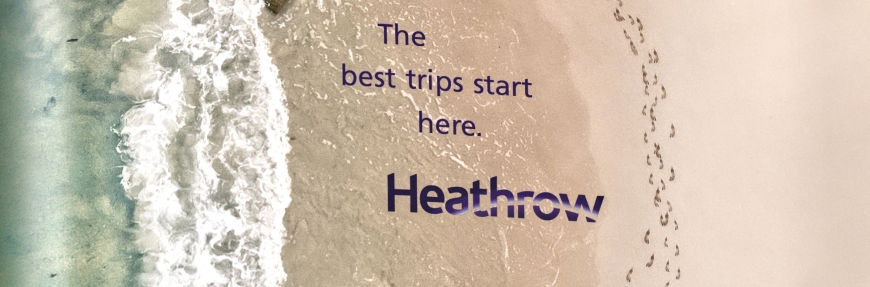 The
best trips start
here.
Heathrow